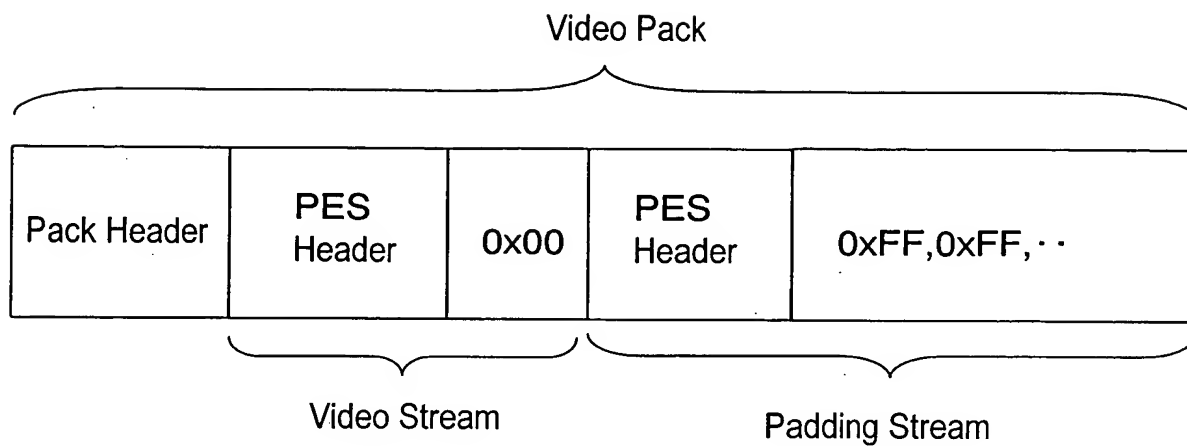 Video Pack
Pack Header
PES
Header
0x00
PES
Header
0xFF,0xFF,··
Video Stream
Padding Stream